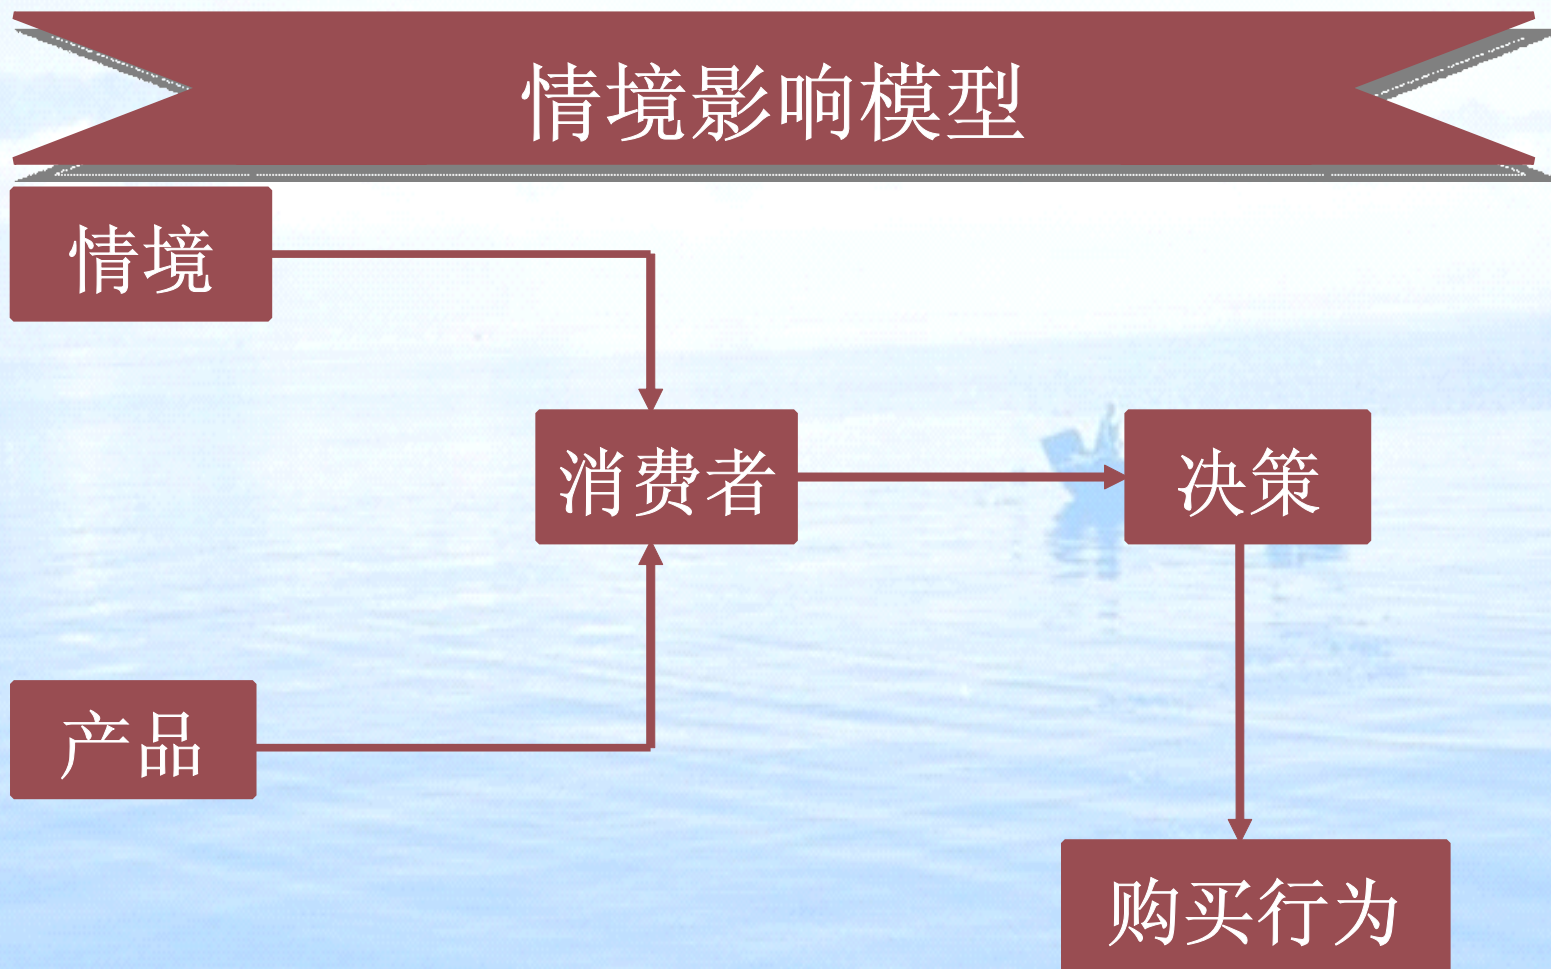 情境影响模型
情境
消费者
决策
产品
购买行为